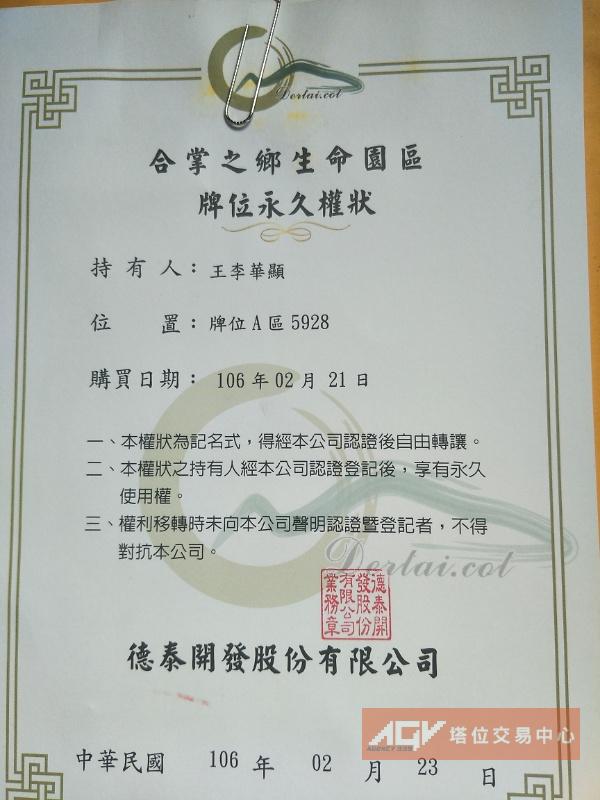 Dertai.cot
合掌之鄉生命園區
牌位永久權狀
持有人：王李華顯
位置：牌位A區5928
購買日期：106年02月21日
一、本權狀為記名式，得經本公司認證後自由轉讓。
二、本權狀之持有人經本公司認證登記後，享有永久
使用權。
三、權利移轉時未向本公司聲明認證暨登記者，不得
對抗本公司。
Dertai.cot
德泰開發股份有限公司業務章
德泰開發股份有限公司
AGV 塔位交易中心
中華民國 106 年 02 月 23 日